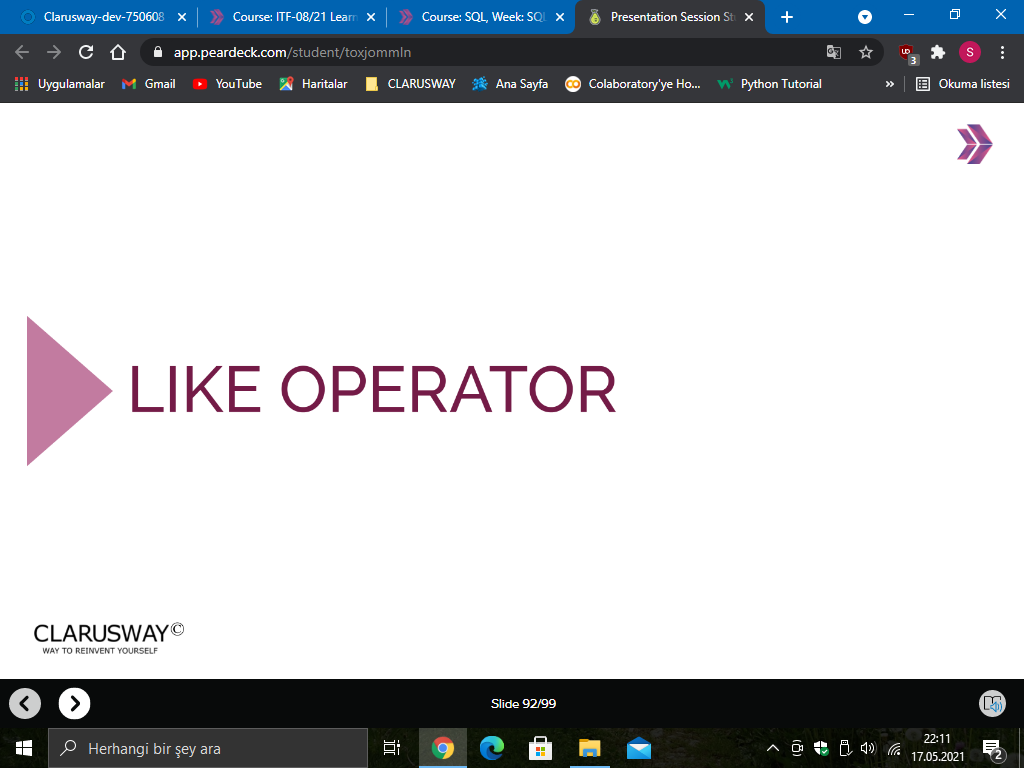 Clarusway-dev-750608
Course: ITF-08/21 Learn
Course: SQL, Week: SQL
Presentation Session St
app.peardeck.com/student/toxjommln
UD
3
S
Uygulamalar
Gmail
YouTube
Haritalar
CLARUSWAY
Ana Sayfa
Colaboratory'ye Ho...
Python Tutorial
»
Okuma listesi
LIKE OPERATOR
CLARUSWAY©
WAY TO REINVENT YOURSELF
Slide 92/99
Herhangi bir şey ara
22:11
17.05.2021
2